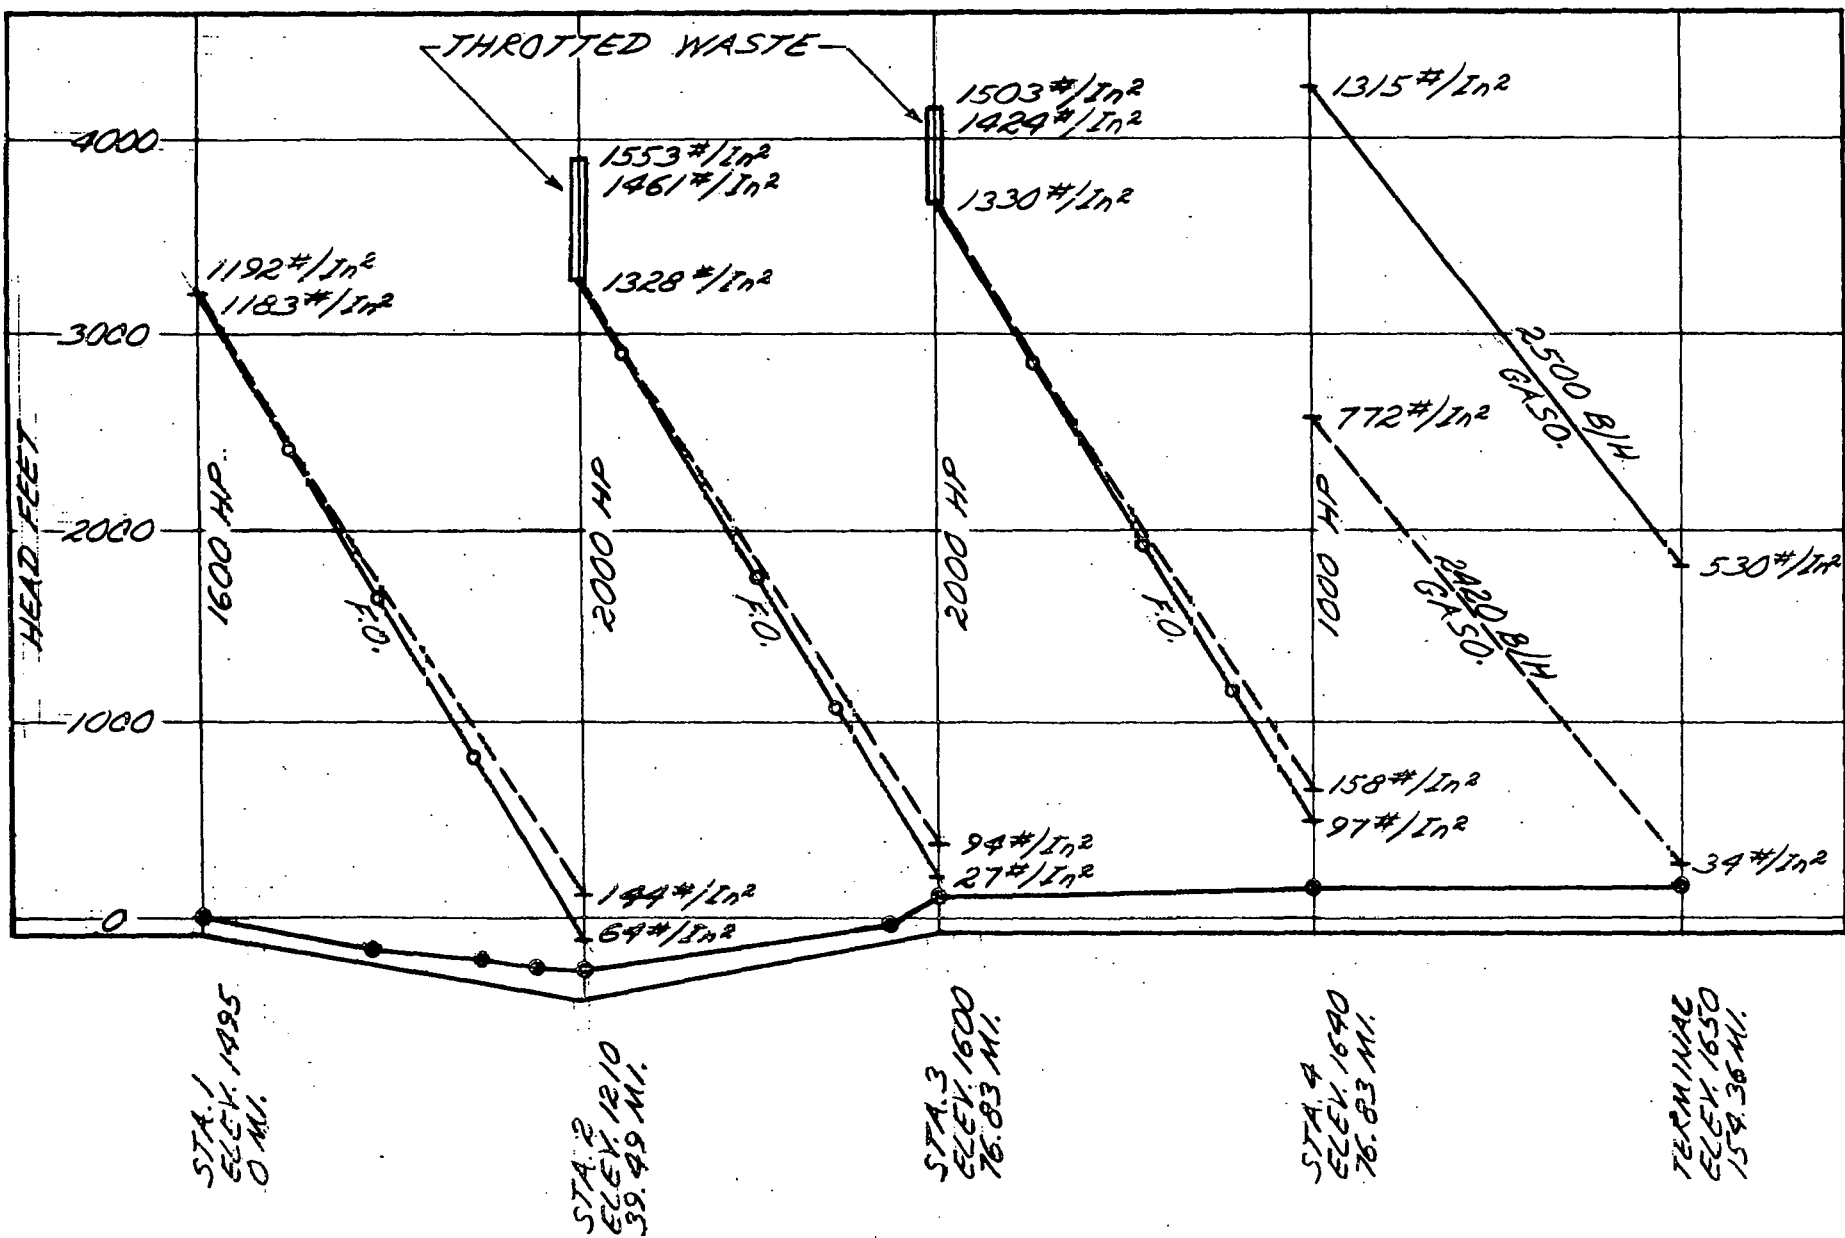 THROTTED WASTE
1503#/In²
1424#/In²
1315#/In²
4000
1553#/In²
1461#/In²
1330#/In²
1192#/In²
1183#/In²
1328#/In²
3000
2500 B/H
GASO.
772#/In²
HEAD FEET
1600 HP.
2000 HP
2000 HP
1000 HP
2000
530#/In²
2420 B/H
GASO.
F.O.
F.O.
F.O.
1000
158#/In²
97#/In²
94#/In²
27#/In²
34#/In²
144#/In²
64#/In²
0
STA. 1
ELEV. 1495
0 MI.
STA. 2
ELEV. 1210
39.49 MI.
STA. 3
ELEV. 1600
76.83 MI.
STA. 4
ELEV. 1640
76.83 MI.
TERMINAL
ELEV. 1650
154.36 MI.